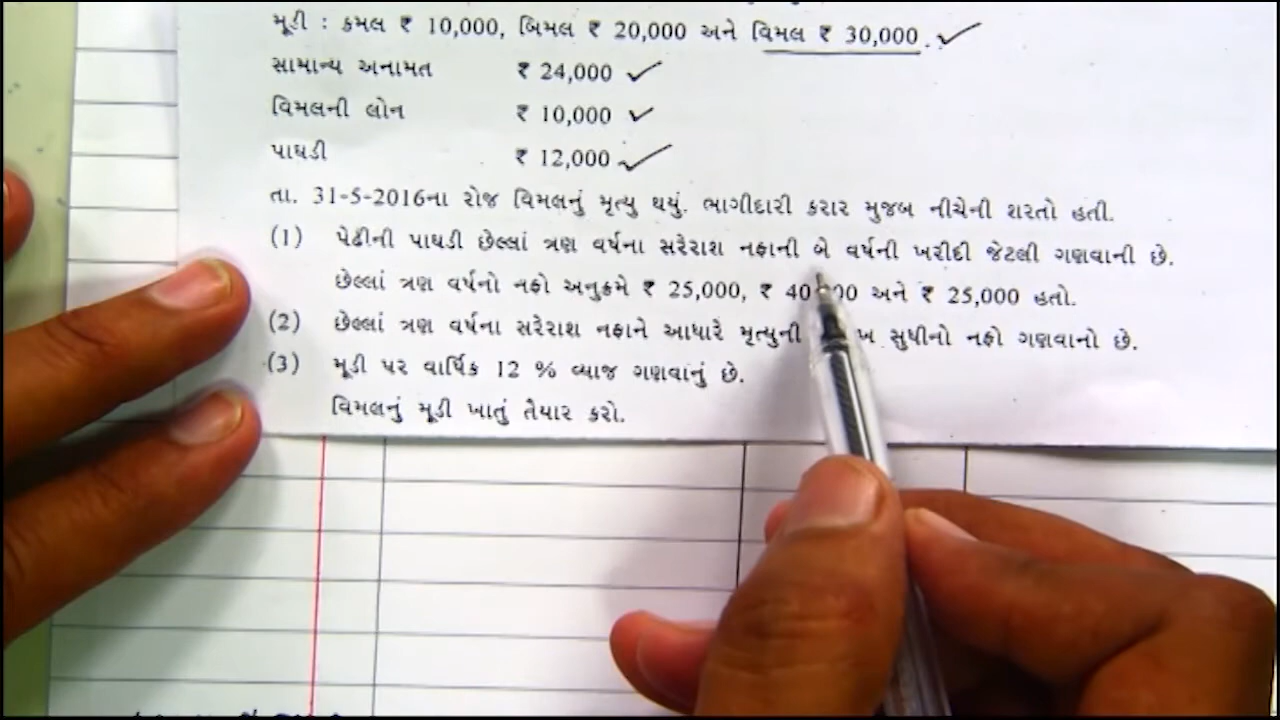 મૂડી : કમલ ₹ 10,000, બિમલ ₹ 20,000 અને વિમલ ₹ 30,000.
સામાન્ય અનામત ₹ 24,000
વિમલની લોન ₹ 10,000
પાઘડી ₹ 12,000
તા. 31-5-2016ના રોજ વિમલનું મૃત્યુ થયું. ભાગીદારી કરાર મુજબ નીચેની શરતો હતી.
(1) પેઢીની પાઘડી છેલ્લાં ત્રણ વર્ષના સરેરાશ નફાની બે વર્ષની ખરીદી જેટલી ગણવાની છે.
છેલ્લાં ત્રણ વર્ષનો નફો અનુક્રમે ₹ 25,000, ₹ 40 00 અને ₹ 25,000 હતો.
(2) છેલ્લાં ત્રણ વર્ષના સરેરાશ નફાને આધારે મૃત્યુની ખ સુધીનો નફો ગણવાનો છે.
(3) મૂડી પર વાર્ષિક 12 % વ્યાજ ગણવાનું છે.
વિમલનું મૂડી ખાતું તૈયાર કરો.